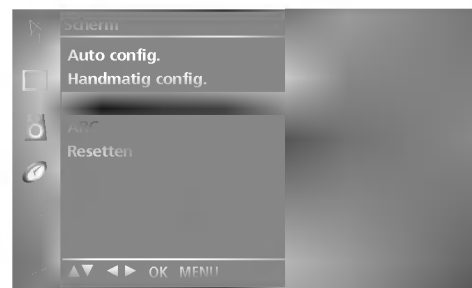 Scherm
Auto config.
Handmatig config.
ARC
Resetten
▲▼ ◄► OK MENU